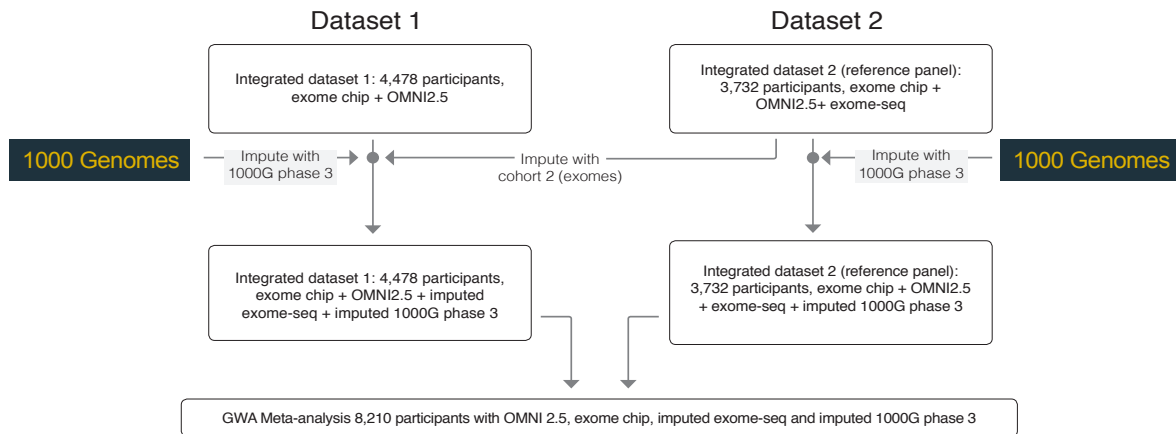 Dataset 1
Dataset 2
Integrated dataset 1: 4,478 participants,
exome chip + OMNI2.5
Integrated dataset 2 (reference panel):
3,732 participants, exome chip +
OMNI2.5+ exome-seq
1000 Genomes
Impute with
1000G phase 3
Impute with
cohort 2 (exomes)
Impute with
1000G phase 3
1000 Genomes
Integrated dataset 1: 4,478 participants,
exome chip + OMNI2.5 + imputed
exome-seq + imputed 1000G phase 3
Integrated dataset 2 (reference panel):
3,732 participants, exome chip + OMNI2.5
+ exome-seq + imputed 1000G phase 3
GWA Meta-analysis 8,210 participants with OMNI 2.5, exome chip, imputed exome-seq and imputed 1000G phase 3